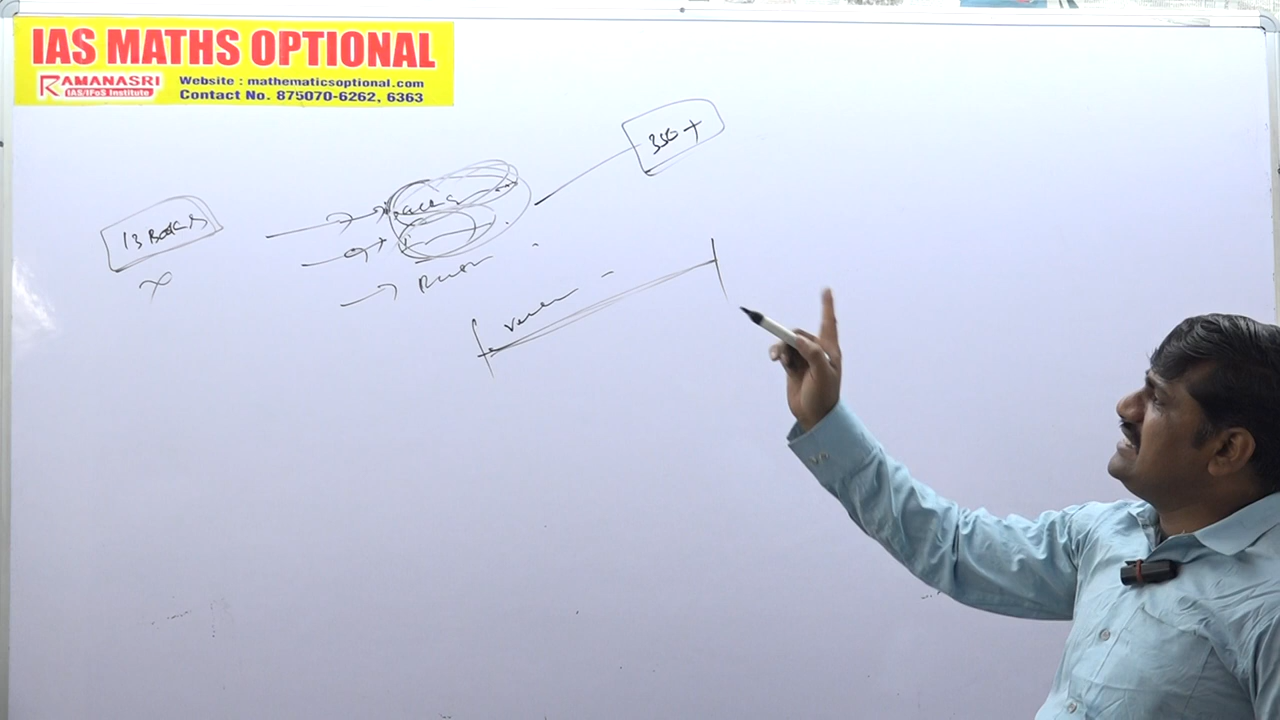 IAS MATHS OPTIONAL
RAMANASRI
IAS/IFoS Institute
Website : mathematicsoptional.com
Contact No. 875070-6262, 6363
350+
13 Books